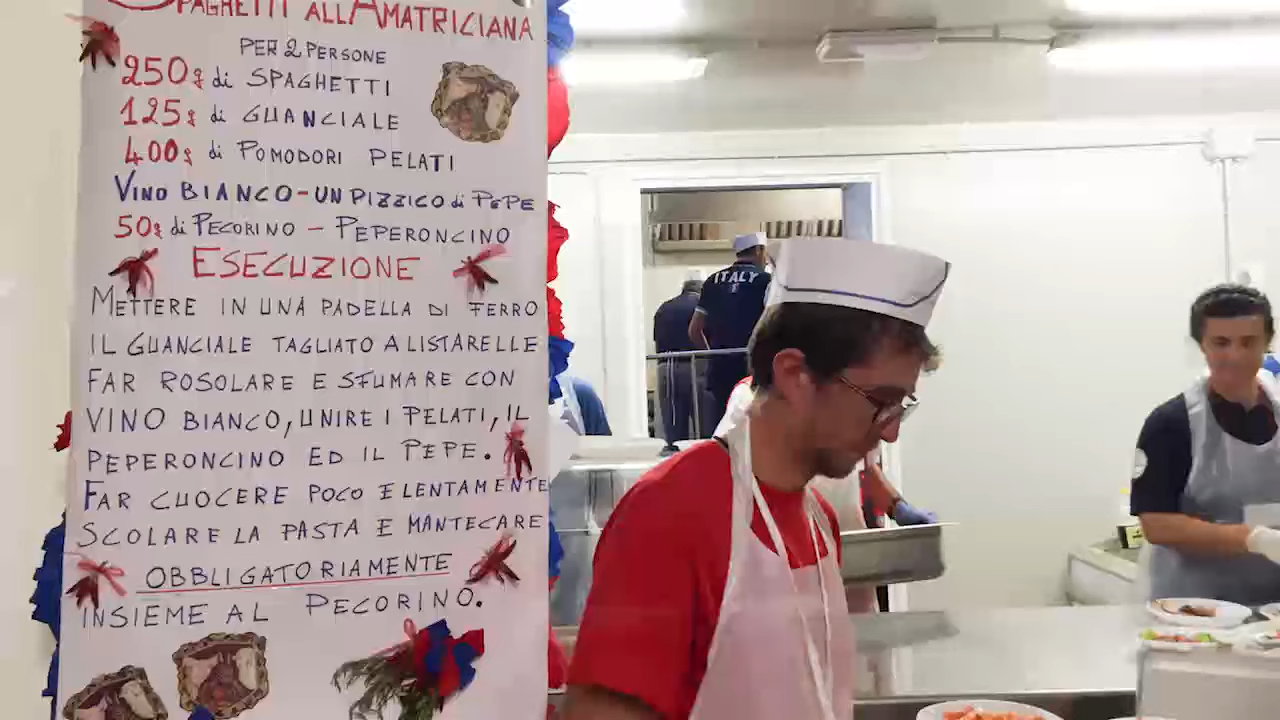 SPAGHETTI ALL'AMATRICIANA
PER 2 PERSONE
250g di SPAGHETTI
125g di GUANCIALE
400g di POMODORI PELATI
VINO BIANCO-UN PIZZICO di PEPE
50g di PECORINO - PEPERONCINO
ESECUZIONE
METTERE IN UNA PADELLA DI FERRO
IL GUANCIALE TAGLIATO A LISTARELLE
FAR ROSOLARE E SFUMARE CON
VINO BIANCO, UNIRE I PELATI, IL
PEPERONCINO ED IL PEPE.
FAR CUOCERE POCO E LENTAMENTE
SCOLARE LA PASTA E MANTECARE
OBBLIGATORIAMENTE
INSIEME AL PECORINO.
ITALY